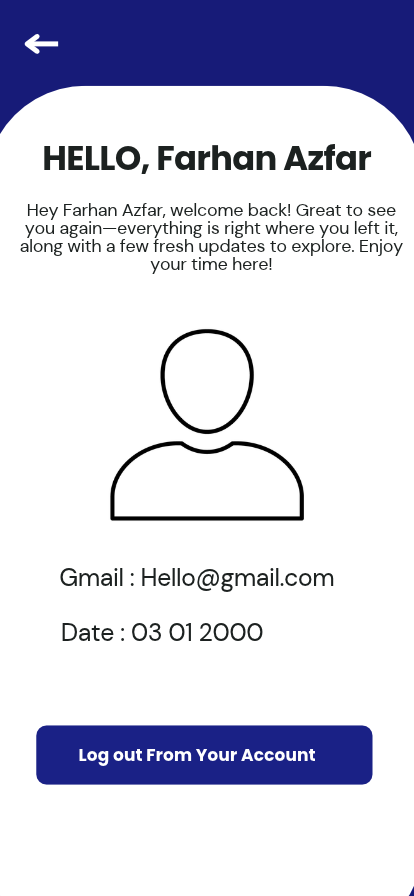 HELLO, Farhan Azfar
Hey Farhan Azfar, welcome back! Great to see
you again—everything is right where you left it,
along with a few fresh updates to explore. Enjoy
your time here!
Gmail : Hello@gmail.com
Date : 03 01 2000
Log out From Your Account